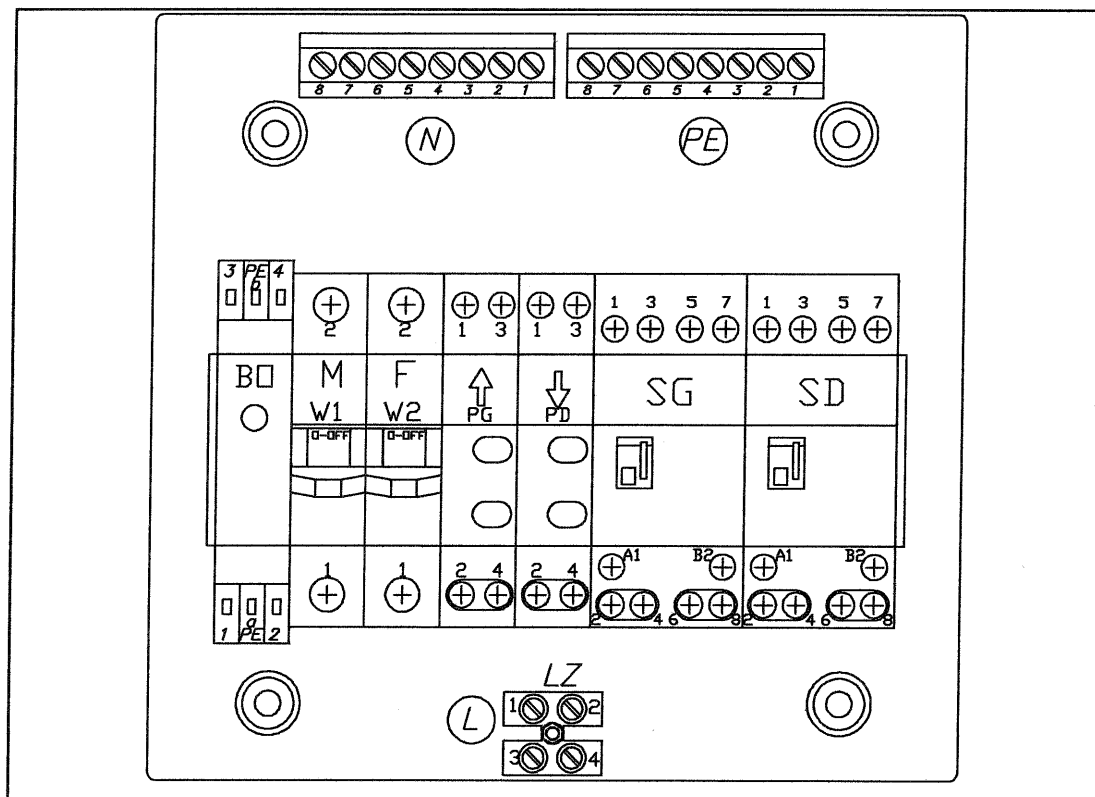 8 7 6 5 4 3 2 1 8 7 6 5 4 3 2 1
N PE
3 PE b 4 2 2 1 3 1 3 1 3 5 7 1 3 5 7
BO M F SG SD
W1 W2 PG PD
O-OFF O-OFF
A1 B2 A1 B2
1 a PE 2 1 1 2 4 2 4 2 4 6 8 2 4 6 8
LZ
L 1 2
3 4